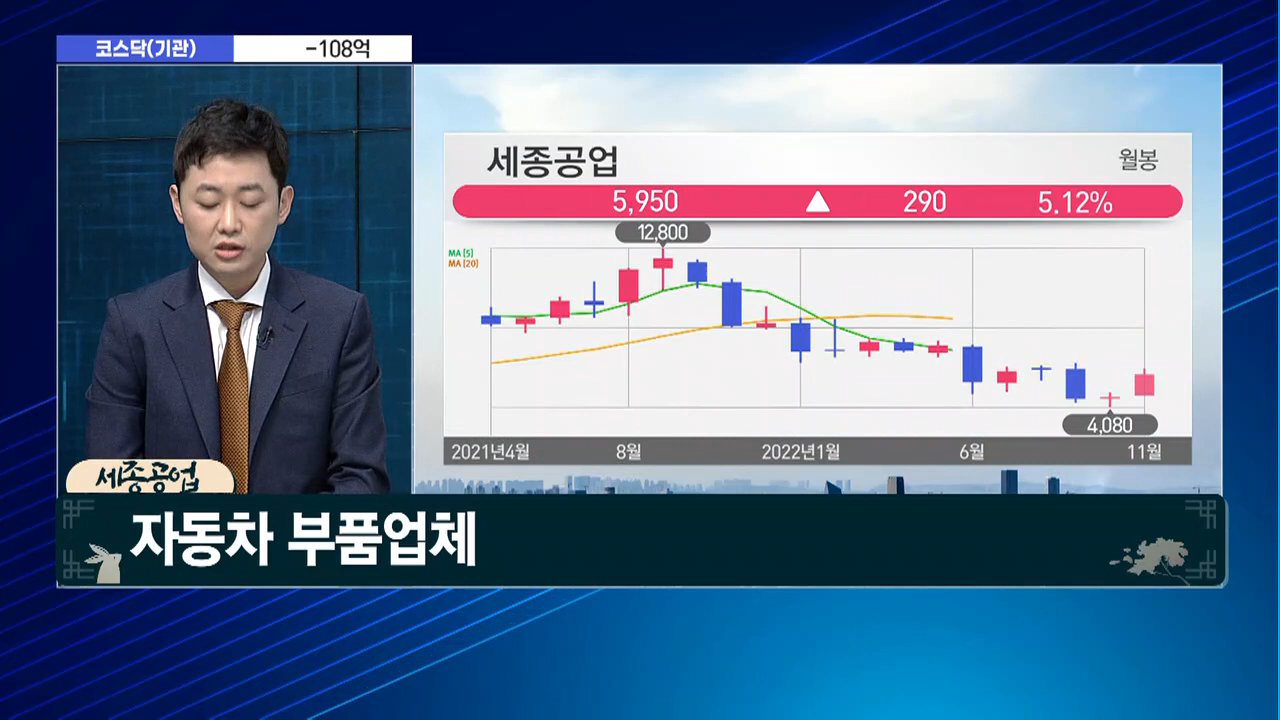 코스닥(기관) -108억
세종공업 월봉
5,950 ▲ 290 5.12%
12,800
MA [5]
MA [20]
4,080
2021년4월 8월 2022년1월 6월 11월
세종공업
자동차 부품업체